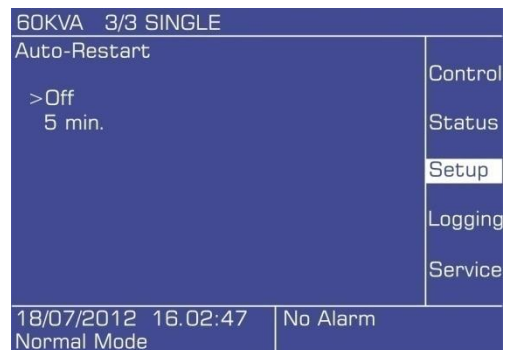 60KVA 3/3 SINGLE
Auto-Restart
>Off
5 min.
Control
Status
Setup
Logging
Service
18/07/2012 16.02:47
Normal Mode
No Alarm